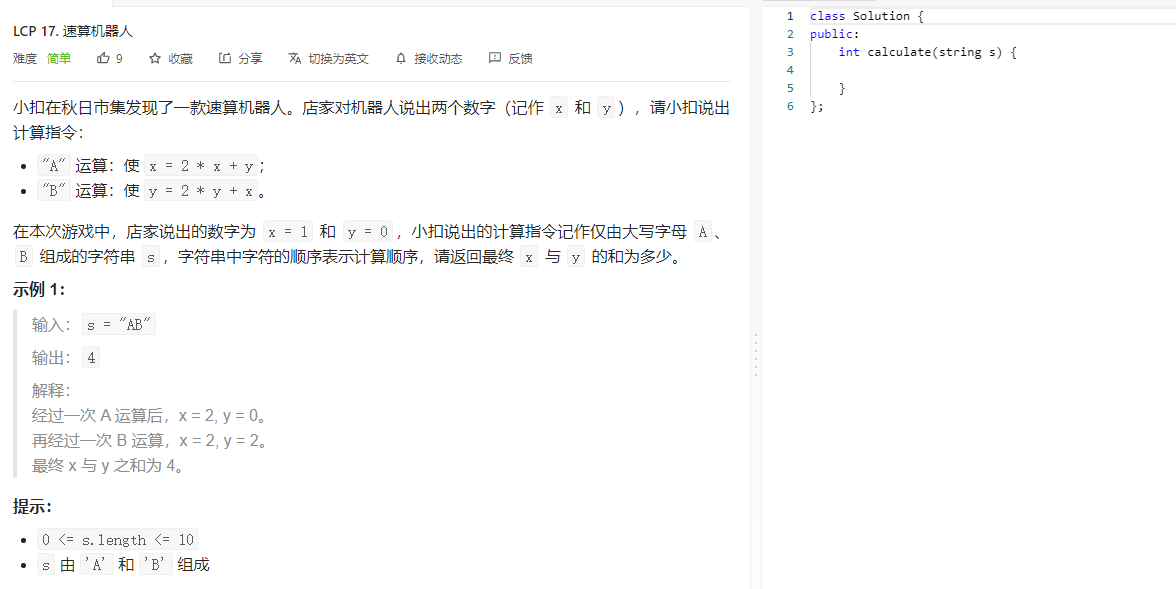 LCP 17. 速算机器人
难度 简单 9 收藏 分享 切换为英文 接收动态 反馈
小扣在秋日市集发现了一款速算机器人。店家对机器人说出两个数字（记作 x 和 y），请小扣说出
计算指令：
"A" 运算：使 x = 2 * x + y；
"B" 运算：使 y = 2 * y + x。
在本次游戏中，店家说出的数字为 x = 1 和 y = 0，小扣说出的计算指令记作仅由大写字母 A、
B 组成的字符串 s，字符串中字符的顺序表示计算顺序，请返回最终 x 与 y 的和为多少。
示例 1：
输入：s = "AB"
输出：4
解释：
经过一次 A 运算后，x = 2, y = 0。
再经过一次 B 运算，x = 2, y = 2。
最终 x 与 y 之和为 4。
提示：
0 <= s.length <= 10
s 由 'A' 和 'B' 组成
1 class Solution {
2 public:
3 int calculate(string s) {
4
5 }
6 };